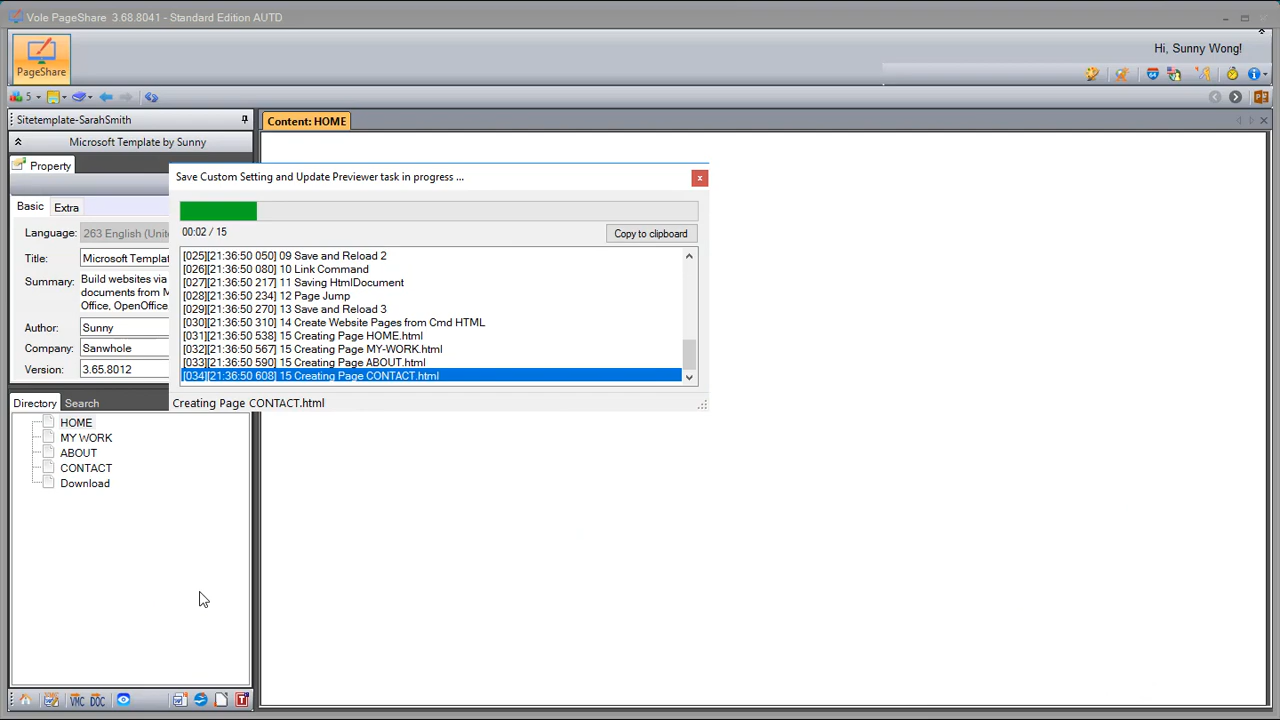 Vole PageShare 3.68.8041 - Standard Edition AUTD
PageShare
Hi, Sunny Wong!
5
Sitetemplate-SarahSmith
Microsoft Template by Sunny
Property
Basic Extra
Language: 263 English (Unit
Title: Microsoft Templat
Summary: Build websites via
documents from M
Office, OpenOffice
Author: Sunny
Company: Sanwhole
Version: 3.65.8012
Directory Search
HOME
MY WORK
ABOUT
CONTACT
Download
VMC DOC
Content: HOME
Save Custom Setting and Update Previewer task in progress ...
00:02 / 15
Copy to clipboard
[025][21:36:50 050] 09 Save and Reload 2
[026][21:36:50 080] 10 Link Command
[027][21:36:50 217] 11 Saving HtmlDocument
[028][21:36:50 234] 12 Page Jump
[029][21:36:50 270] 13 Save and Reload 3
[030][21:36:50 310] 14 Create Website Pages from Cmd HTML
[031][21:36:50 538] 15 Creating Page HOME.html
[032][21:36:50 567] 15 Creating Page MY-WORK.html
[033][21:36:50 590] 15 Creating Page ABOUT.html
[034][21:36:50 608] 15 Creating Page CONTACT.html
Creating Page CONTACT.html